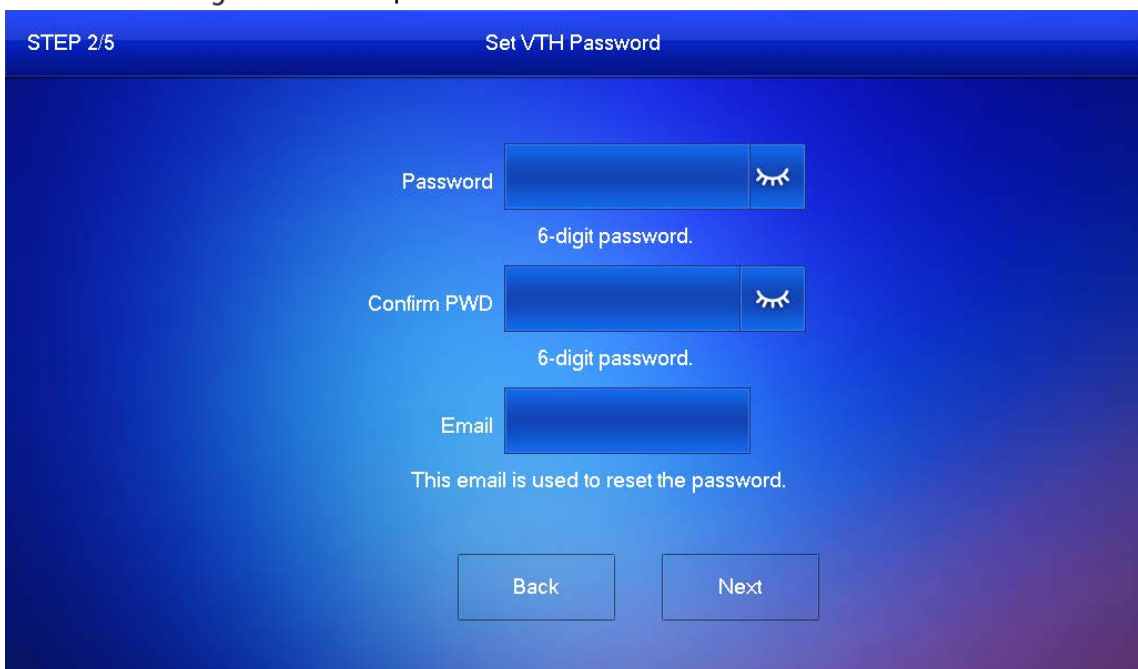 STEP 2/5 Set VTH Password
Password
6-digit password.
Confirm PWD
6-digit password.
Email
This email is used to reset the password.
Back Next